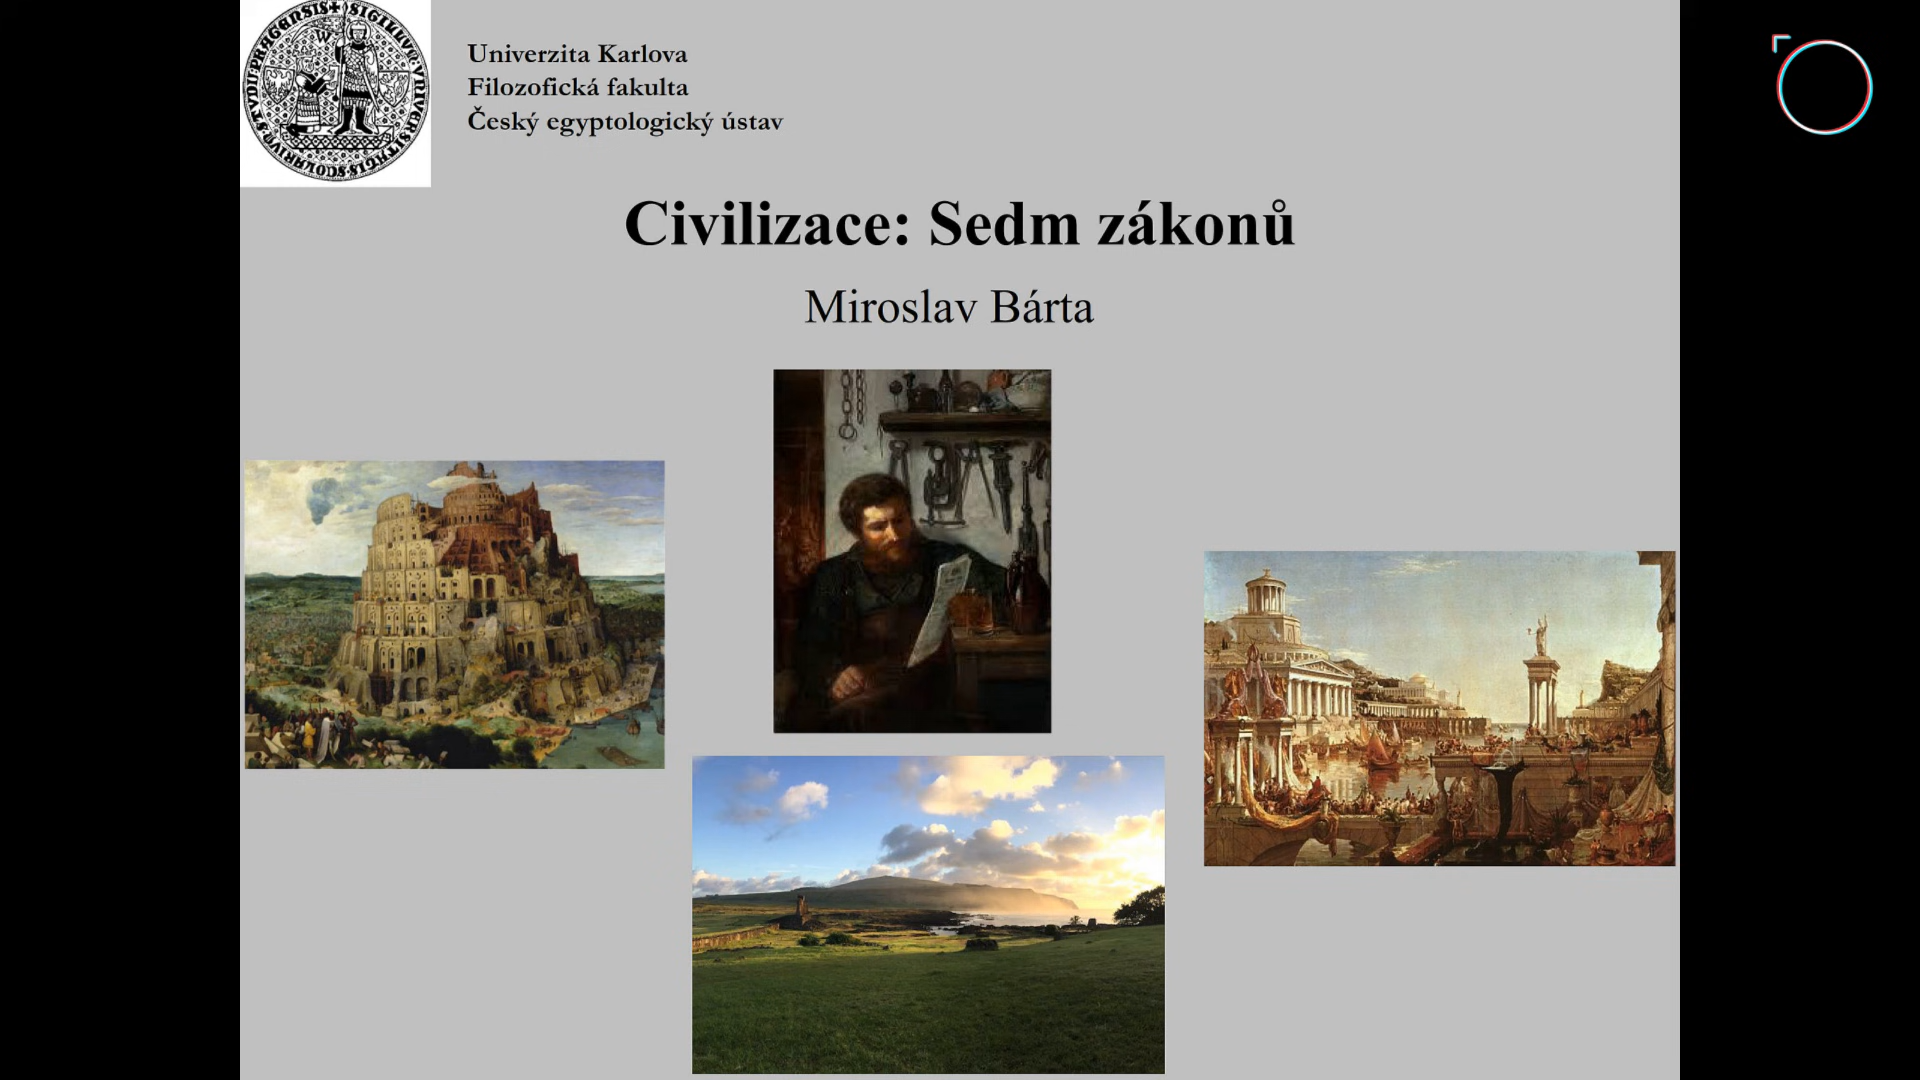 Univerzita Karlova
Filozofická fakulta
Český egyptologický ústav
Civilizace: Sedm zákonů
Miroslav Bárta